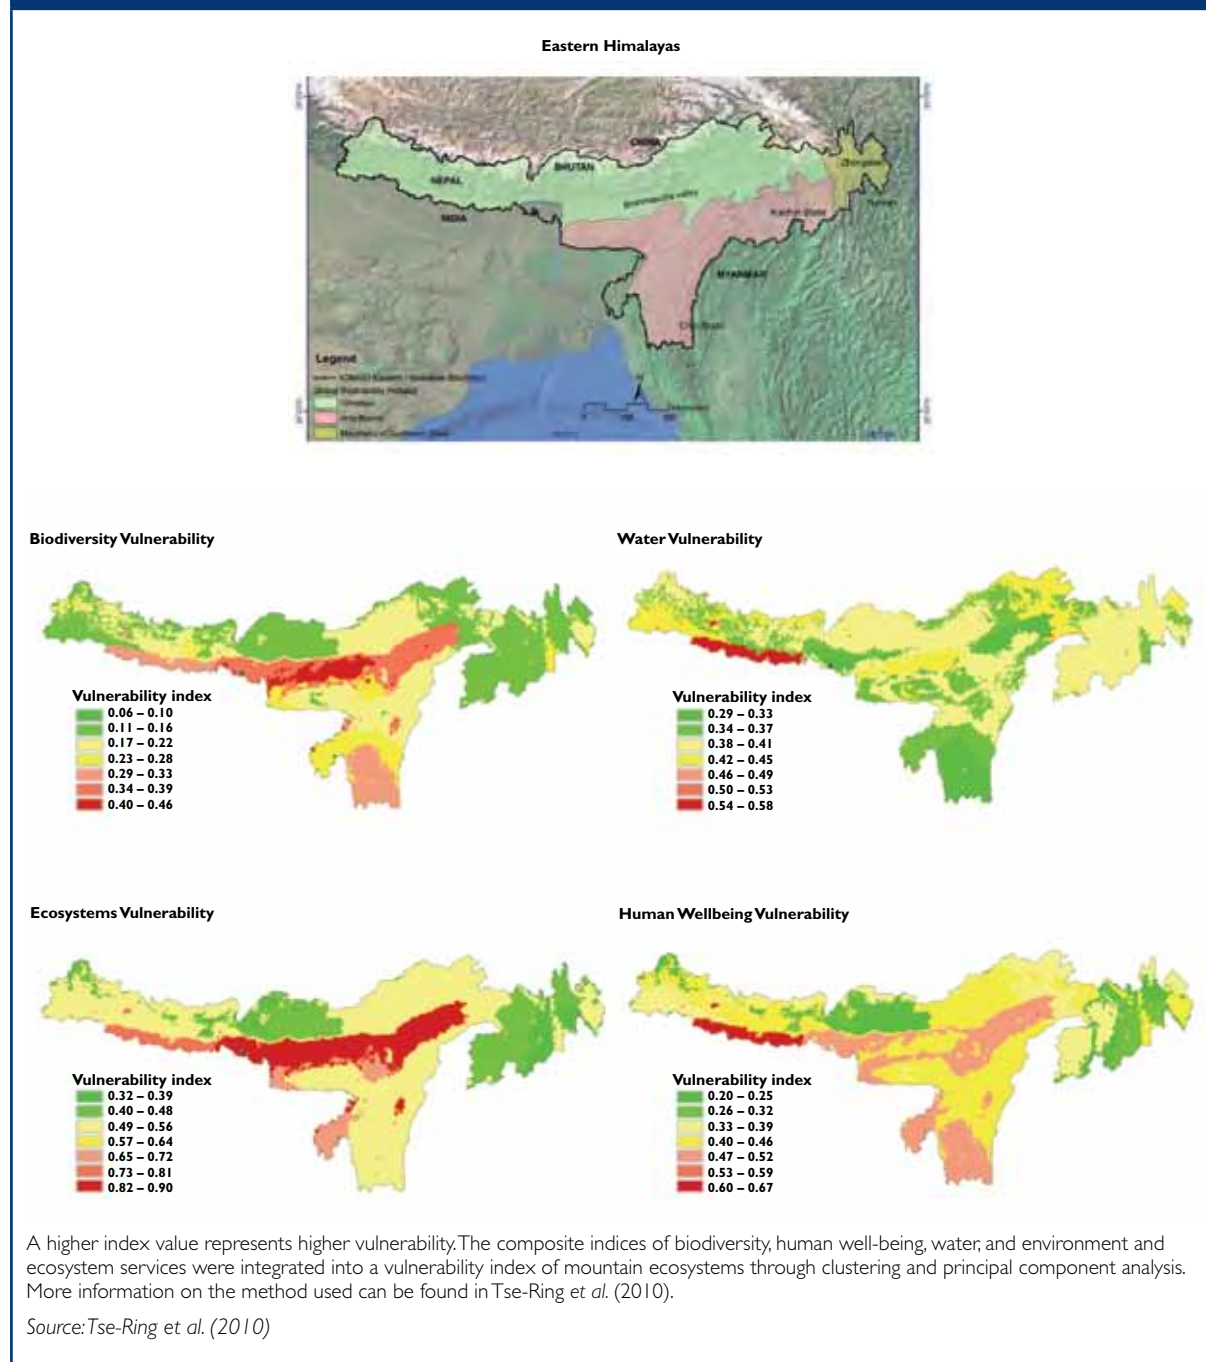 Eastern Himalayas
CHINA
BHUTAN
NEPAL
INDIA
Kachin State
MYANMAR
Legend
Biodiversity Vulnerability
Vulnerability index
0.06 – 0.10
0.11 – 0.16
0.17 – 0.22
0.23 – 0.28
0.29 – 0.33
0.34 – 0.39
0.40 – 0.46
Water Vulnerability
Vulnerability index
0.29 – 0.33
0.34 – 0.37
0.38 – 0.41
0.42 – 0.45
0.46 – 0.49
0.50 – 0.53
0.54 – 0.58
Ecosystems Vulnerability
Vulnerability index
0.32 – 0.39
0.40 – 0.48
0.49 – 0.56
0.57 – 0.64
0.65 – 0.72
0.73 – 0.81
0.82 – 0.90
Human Wellbeing Vulnerability
Vulnerability index
0.20 – 0.25
0.26 – 0.32
0.33 – 0.39
0.40 – 0.46
0.47 – 0.52
0.53 – 0.59
0.60 – 0.67
A higher index value represents higher vulnerability. The composite indices of biodiversity, human well-being, water, and environment and
ecosystem services were integrated into a vulnerability index of mountain ecosystems through clustering and principal component analysis.
More information on the method used can be found in Tse-Ring et al. (2010).
Source: Tse-Ring et al. (2010)